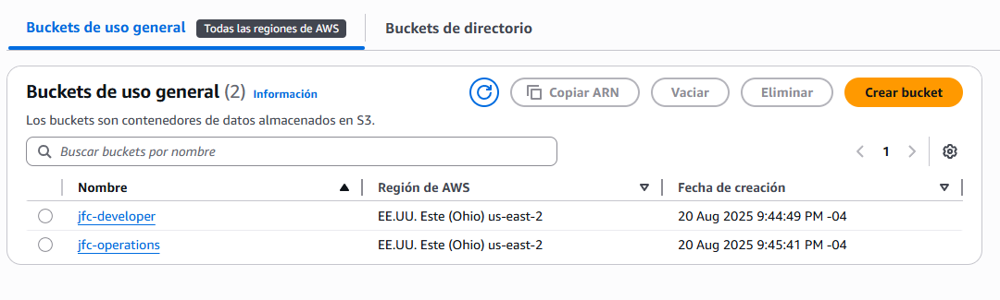 Buckets de uso general Todas las regiones de AWS Buckets de directorio
Buckets de uso general (2) Información
Copiar ARN Vaciar Eliminar Crear bucket
Los buckets son contenedores de datos almacenados en S3.
Buscar buckets por nombre
1
Nombre Región de AWS Fecha de creación
jfc-developer EE.UU. Este (Ohio) us-east-2 20 Aug 2025 9:44:49 PM -04
jfc-operations EE.UU. Este (Ohio) us-east-2 20 Aug 2025 9:45:41 PM -04